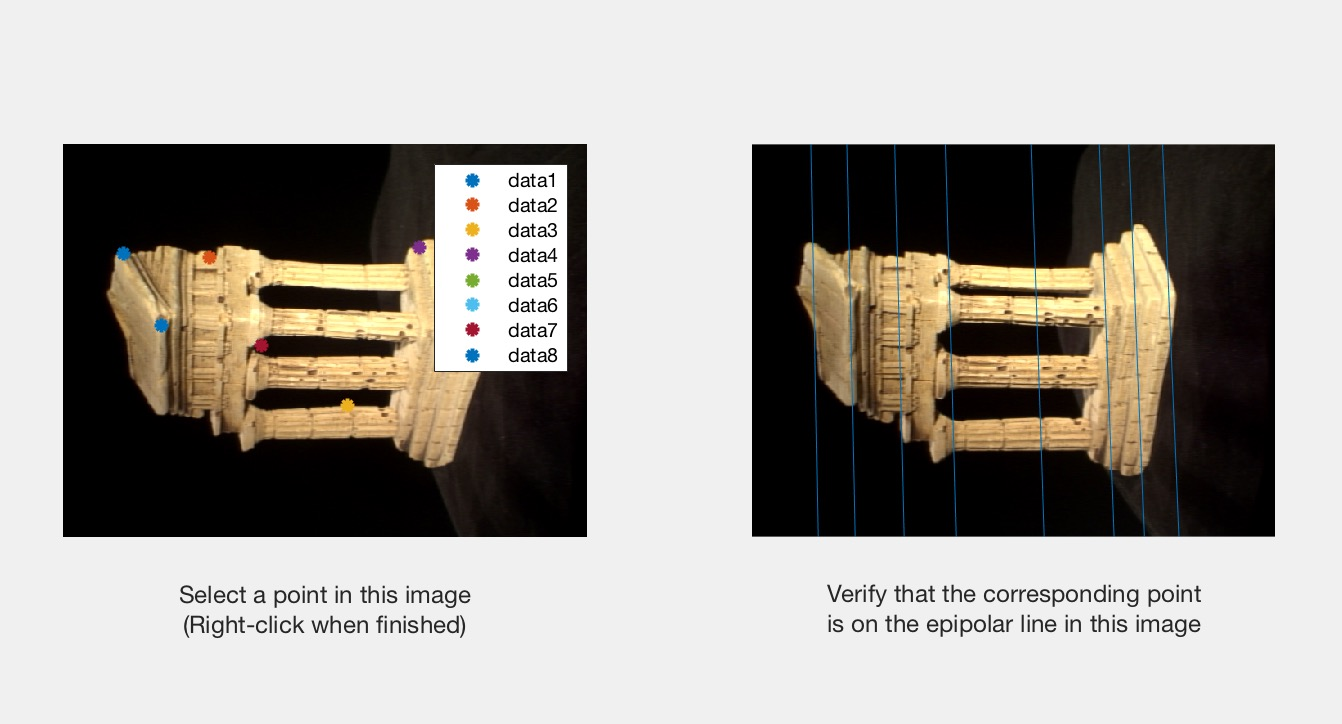 data1
data2
data3
data4
data5
data6
data7
data8
Select a point in this image
(Right-click when finished)
Verify that the corresponding point
is on the epipolar line in this image